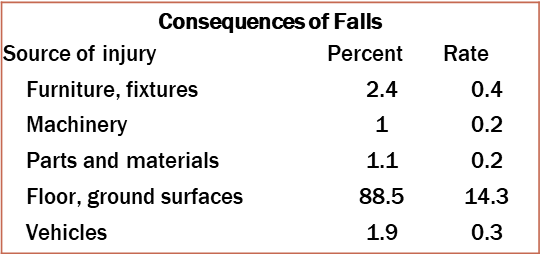 Consequences of Falls
Source of injury Percent Rate
Furniture, fixtures 2.4 0.4
Machinery 1 0.2
Parts and materials 1.1 0.2
Floor, ground surfaces 88.5 14.3
Vehicles 1.9 0.3